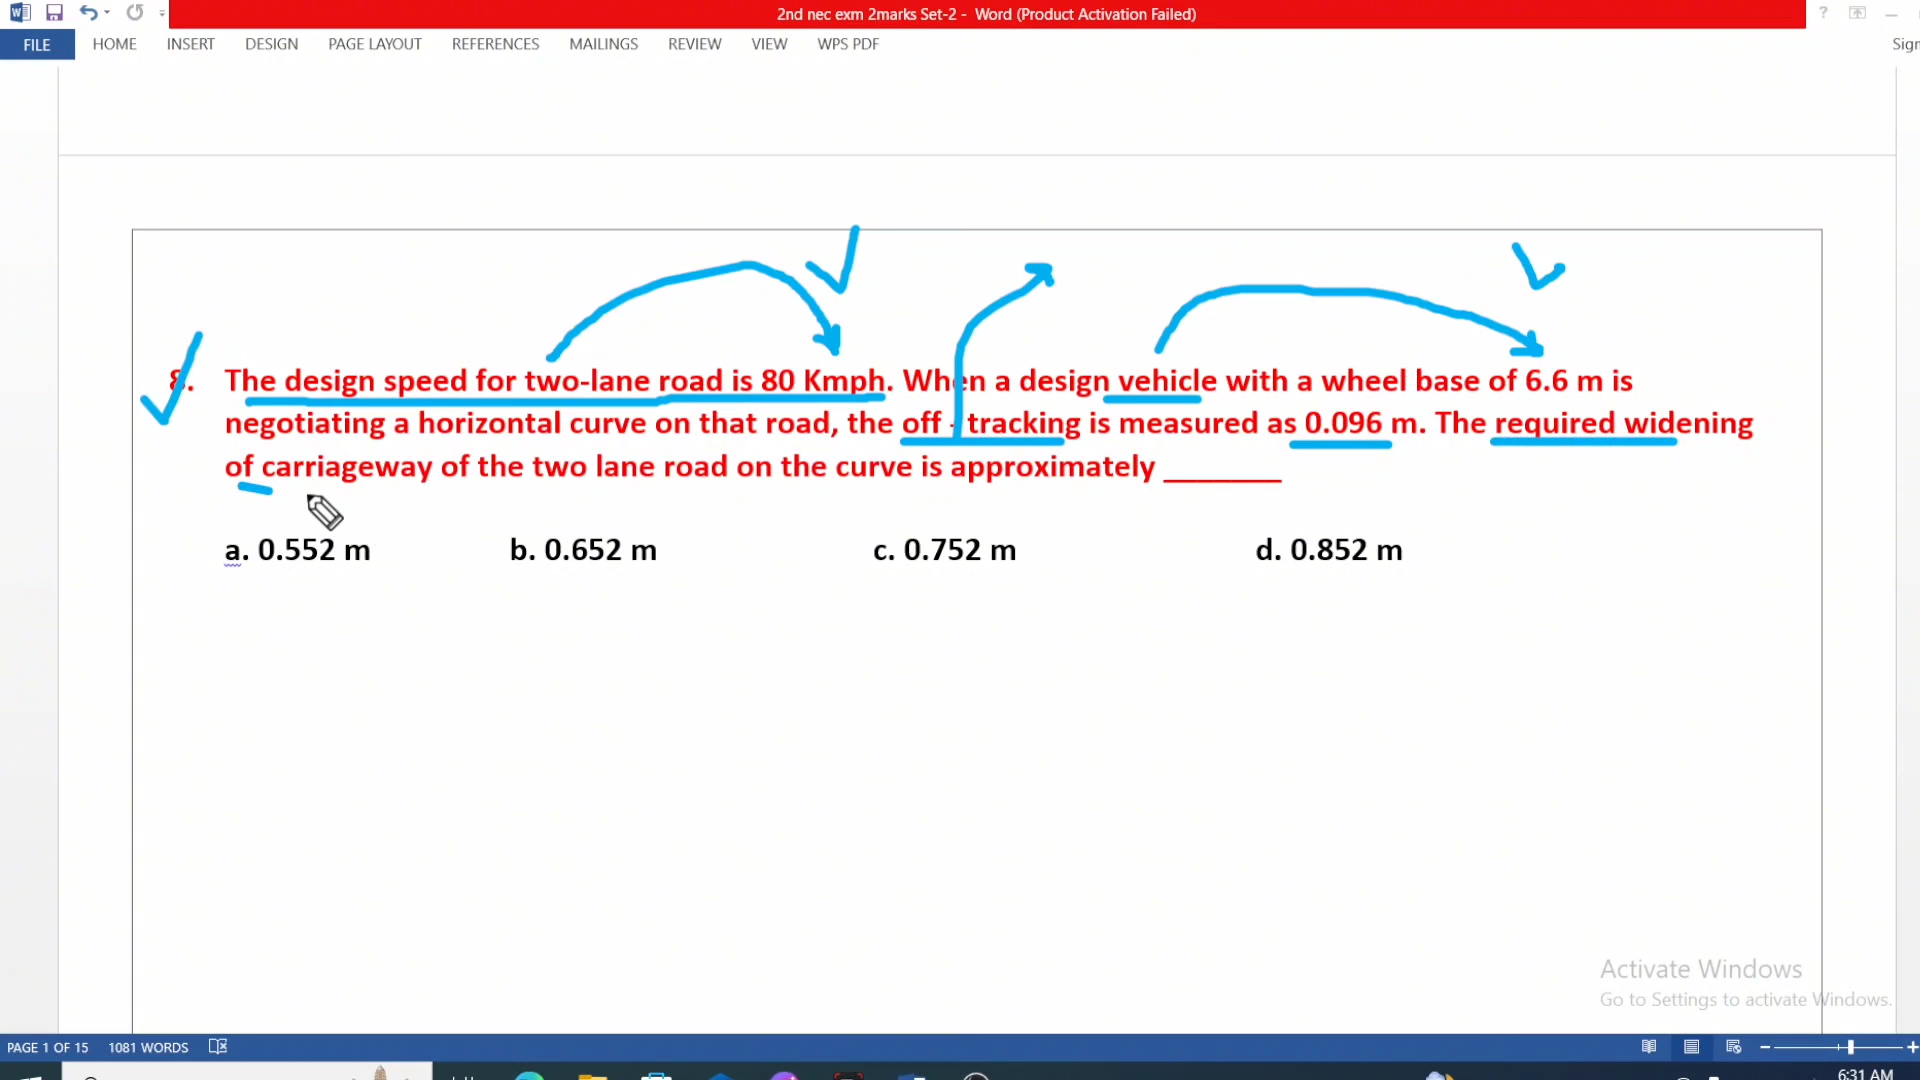 2nd nec exm 2marks Set-2 - Word (Product Activation Failed)
FILE HOME INSERT DESIGN PAGE LAYOUT REFERENCES MAILINGS REVIEW VIEW WPS PDF Sign
8. The design speed for two-lane road is 80 Kmph. When a design vehicle with a wheel base of 6.6 m is
negotiating a horizontal curve on that road, the off - tracking is measured as 0.096 m. The required widening
of carriageway of the two lane road on the curve is approximately ________
a. 0.552 m b. 0.652 m c. 0.752 m d. 0.852 m
Activate Windows
Go to Settings to activate Windows.
PAGE 1 OF 15 1081 WORDS
6:31 AM